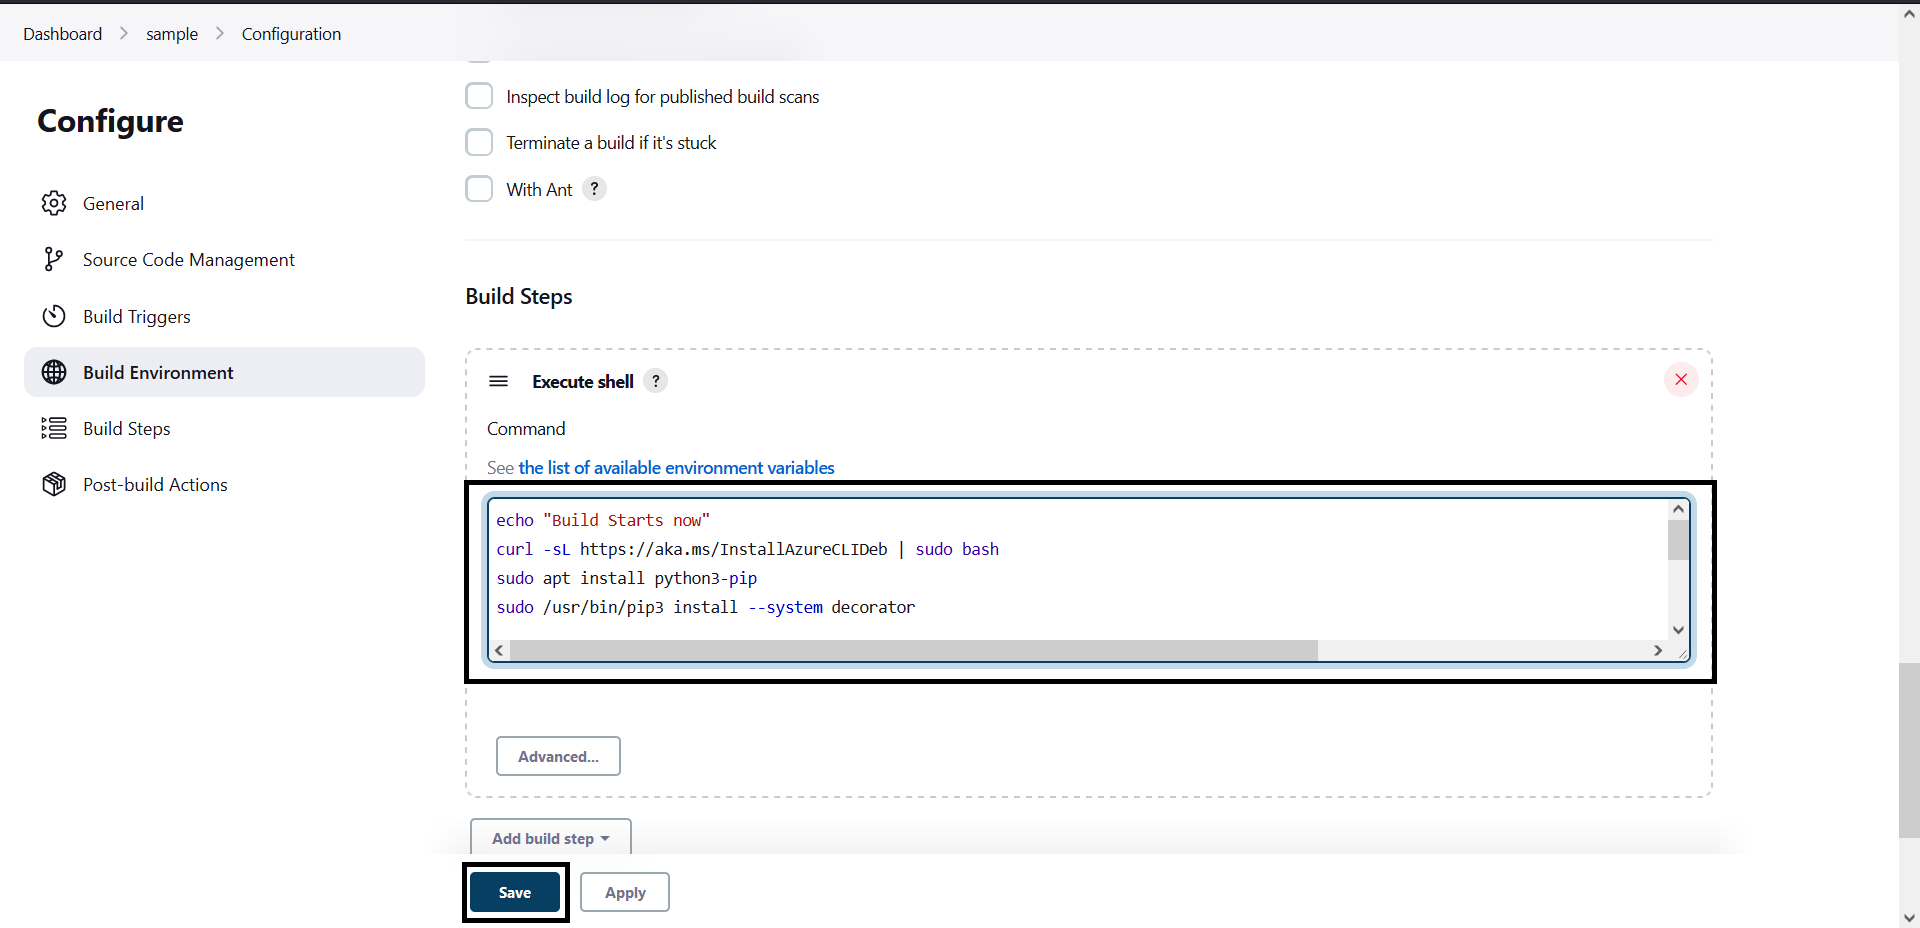 Dashboard > sample > Configuration
Configure
General
Source Code Management
Build Triggers
Build Environment
Build Steps
Post-build Actions
Inspect build log for published build scans
Terminate a build if it's stuck
With Ant ?
Build Steps
Execute shell ?
Command
See the list of available environment variables
echo "Build Starts now"
curl -sL https://aka.ms/InstallAzureCLIDeb | sudo bash
sudo apt install python3-pip
sudo /usr/bin/pip3 install --system decorator
Advanced...
Add build step
Save
Apply